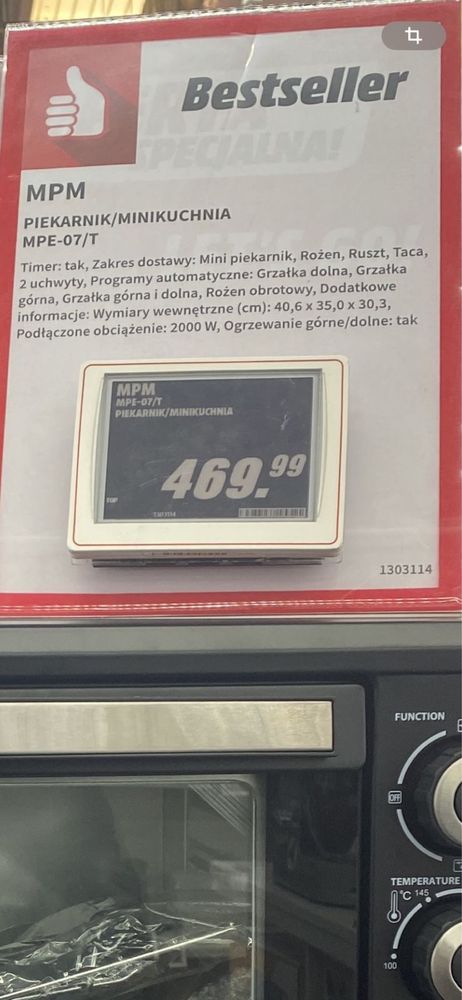 Bestseller
SPECJALNA!
MPM
PIEKARNIK/MINIKUCHNIA
MPE-07/T
Timer: tak, Zakres dostawy: Mini piekarnik, Rożen, Ruszt, Taca,
2 uchwyty, Programy automatyczne: Grzałka dolna, Grzałka
górna, Grzałka górna i dolna, Rożen obrotowy, Dodatkowe
informacje: Wymiary wewnętrzne (cm): 40,6 x 35,0 x 30,3,
Podłączone obciążenie: 2000 W, Ogrzewanie górne/dolne: tak
MPM
MPE-07/T
PIEKARNIK/MINIKUCHNIA
469.99
TOP
1303114
1303114
FUNCTION
OFF
TEMPERATURE
°C 145
100